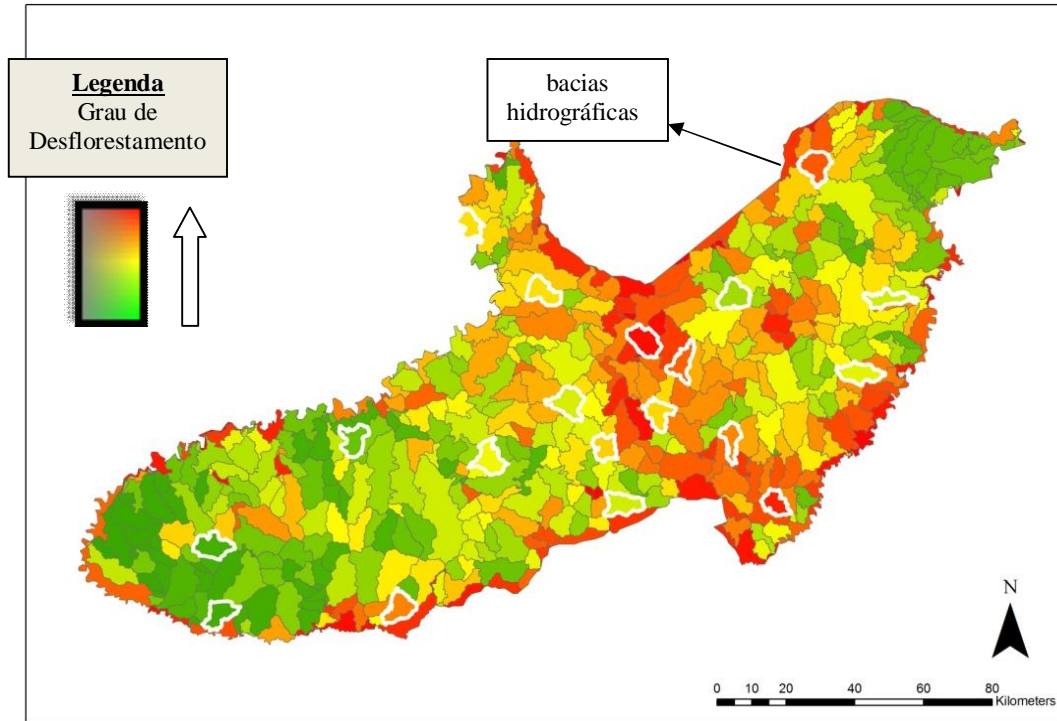 Legenda
Grau de
Desflorestamento
bacias
hidrográficas
N
0 10 20 40 60 80
Kilometers